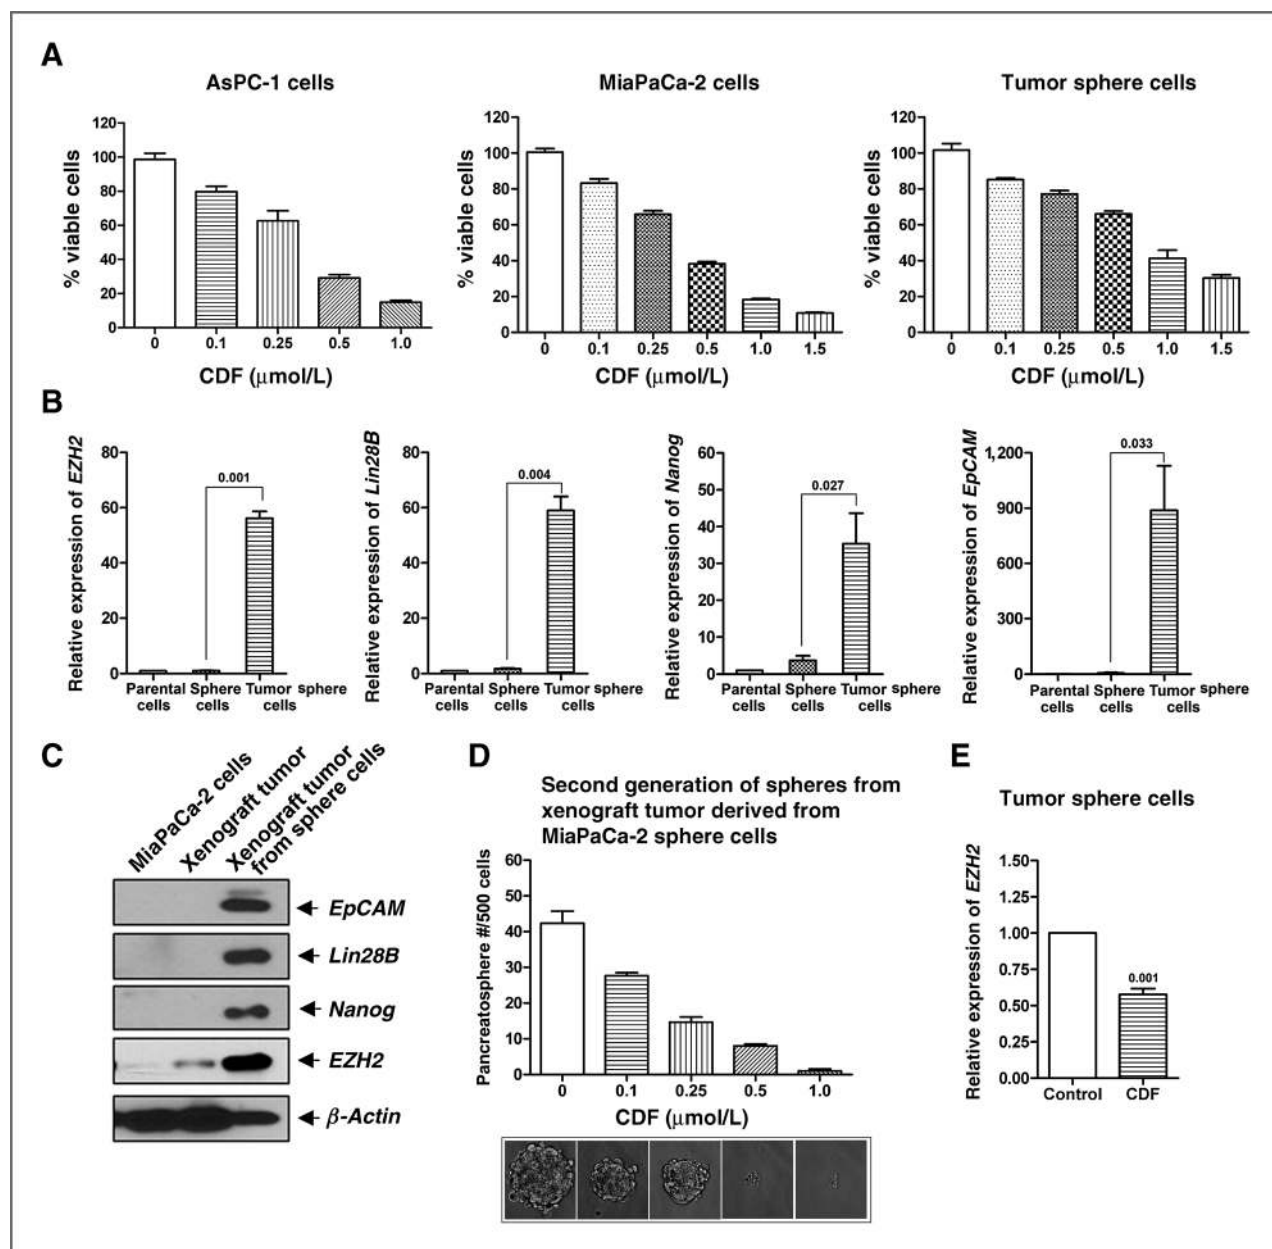 A
AsPC-1 cells
% viable cells
120
100
80
60
40
20
0
0 0.1 0.25 0.5 1.0
CDF (μmol/L)
MiaPaCa-2 cells
% viable cells
120
100
80
60
40
20
0
0 0.1 0.25 0.5 1.0 1.5
CDF (μmol/L)
Tumor sphere cells
% viable cells
120
100
80
60
40
20
0
0 0.1 0.25 0.5 1.0 1.5
CDF (μmol/L)
B
Relative expression of EZH2
80
60
40
20
0
0.001
Parental Sphere Tumor sphere
cells cells cells
Relative expression of Lin28B
80
60
40
20
0
0.004
Parental Sphere Tumor sphere
cells cells cells
Relative expression of Nanog
60
50
40
30
20
10
0
0.027
Parental Sphere Tumor sphere
cells cells cells
Relative expression of EpCAM
1,200
900
600
300
0
0.033
Parental Sphere Tumor sphere
cells cells cells
C
MiaPaCa-2 cells
Xenograft tumor
Xenograft tumor
from sphere cells
EpCAM
Lin28B
Nanog
EZH2
β-Actin
D
Second generation of spheres from
xenograft tumor derived from
MiaPaCa-2 sphere cells
Pancreatosphere #/500 cells
60
50
40
30
20
10
0
0 0.1 0.25 0.5 1.0
CDF (μmol/L)
E
Tumor sphere cells
Relative expression of EZH2
1.50
1.25
1.00
0.75
0.50
0.25
0.00
0.001
Control CDF